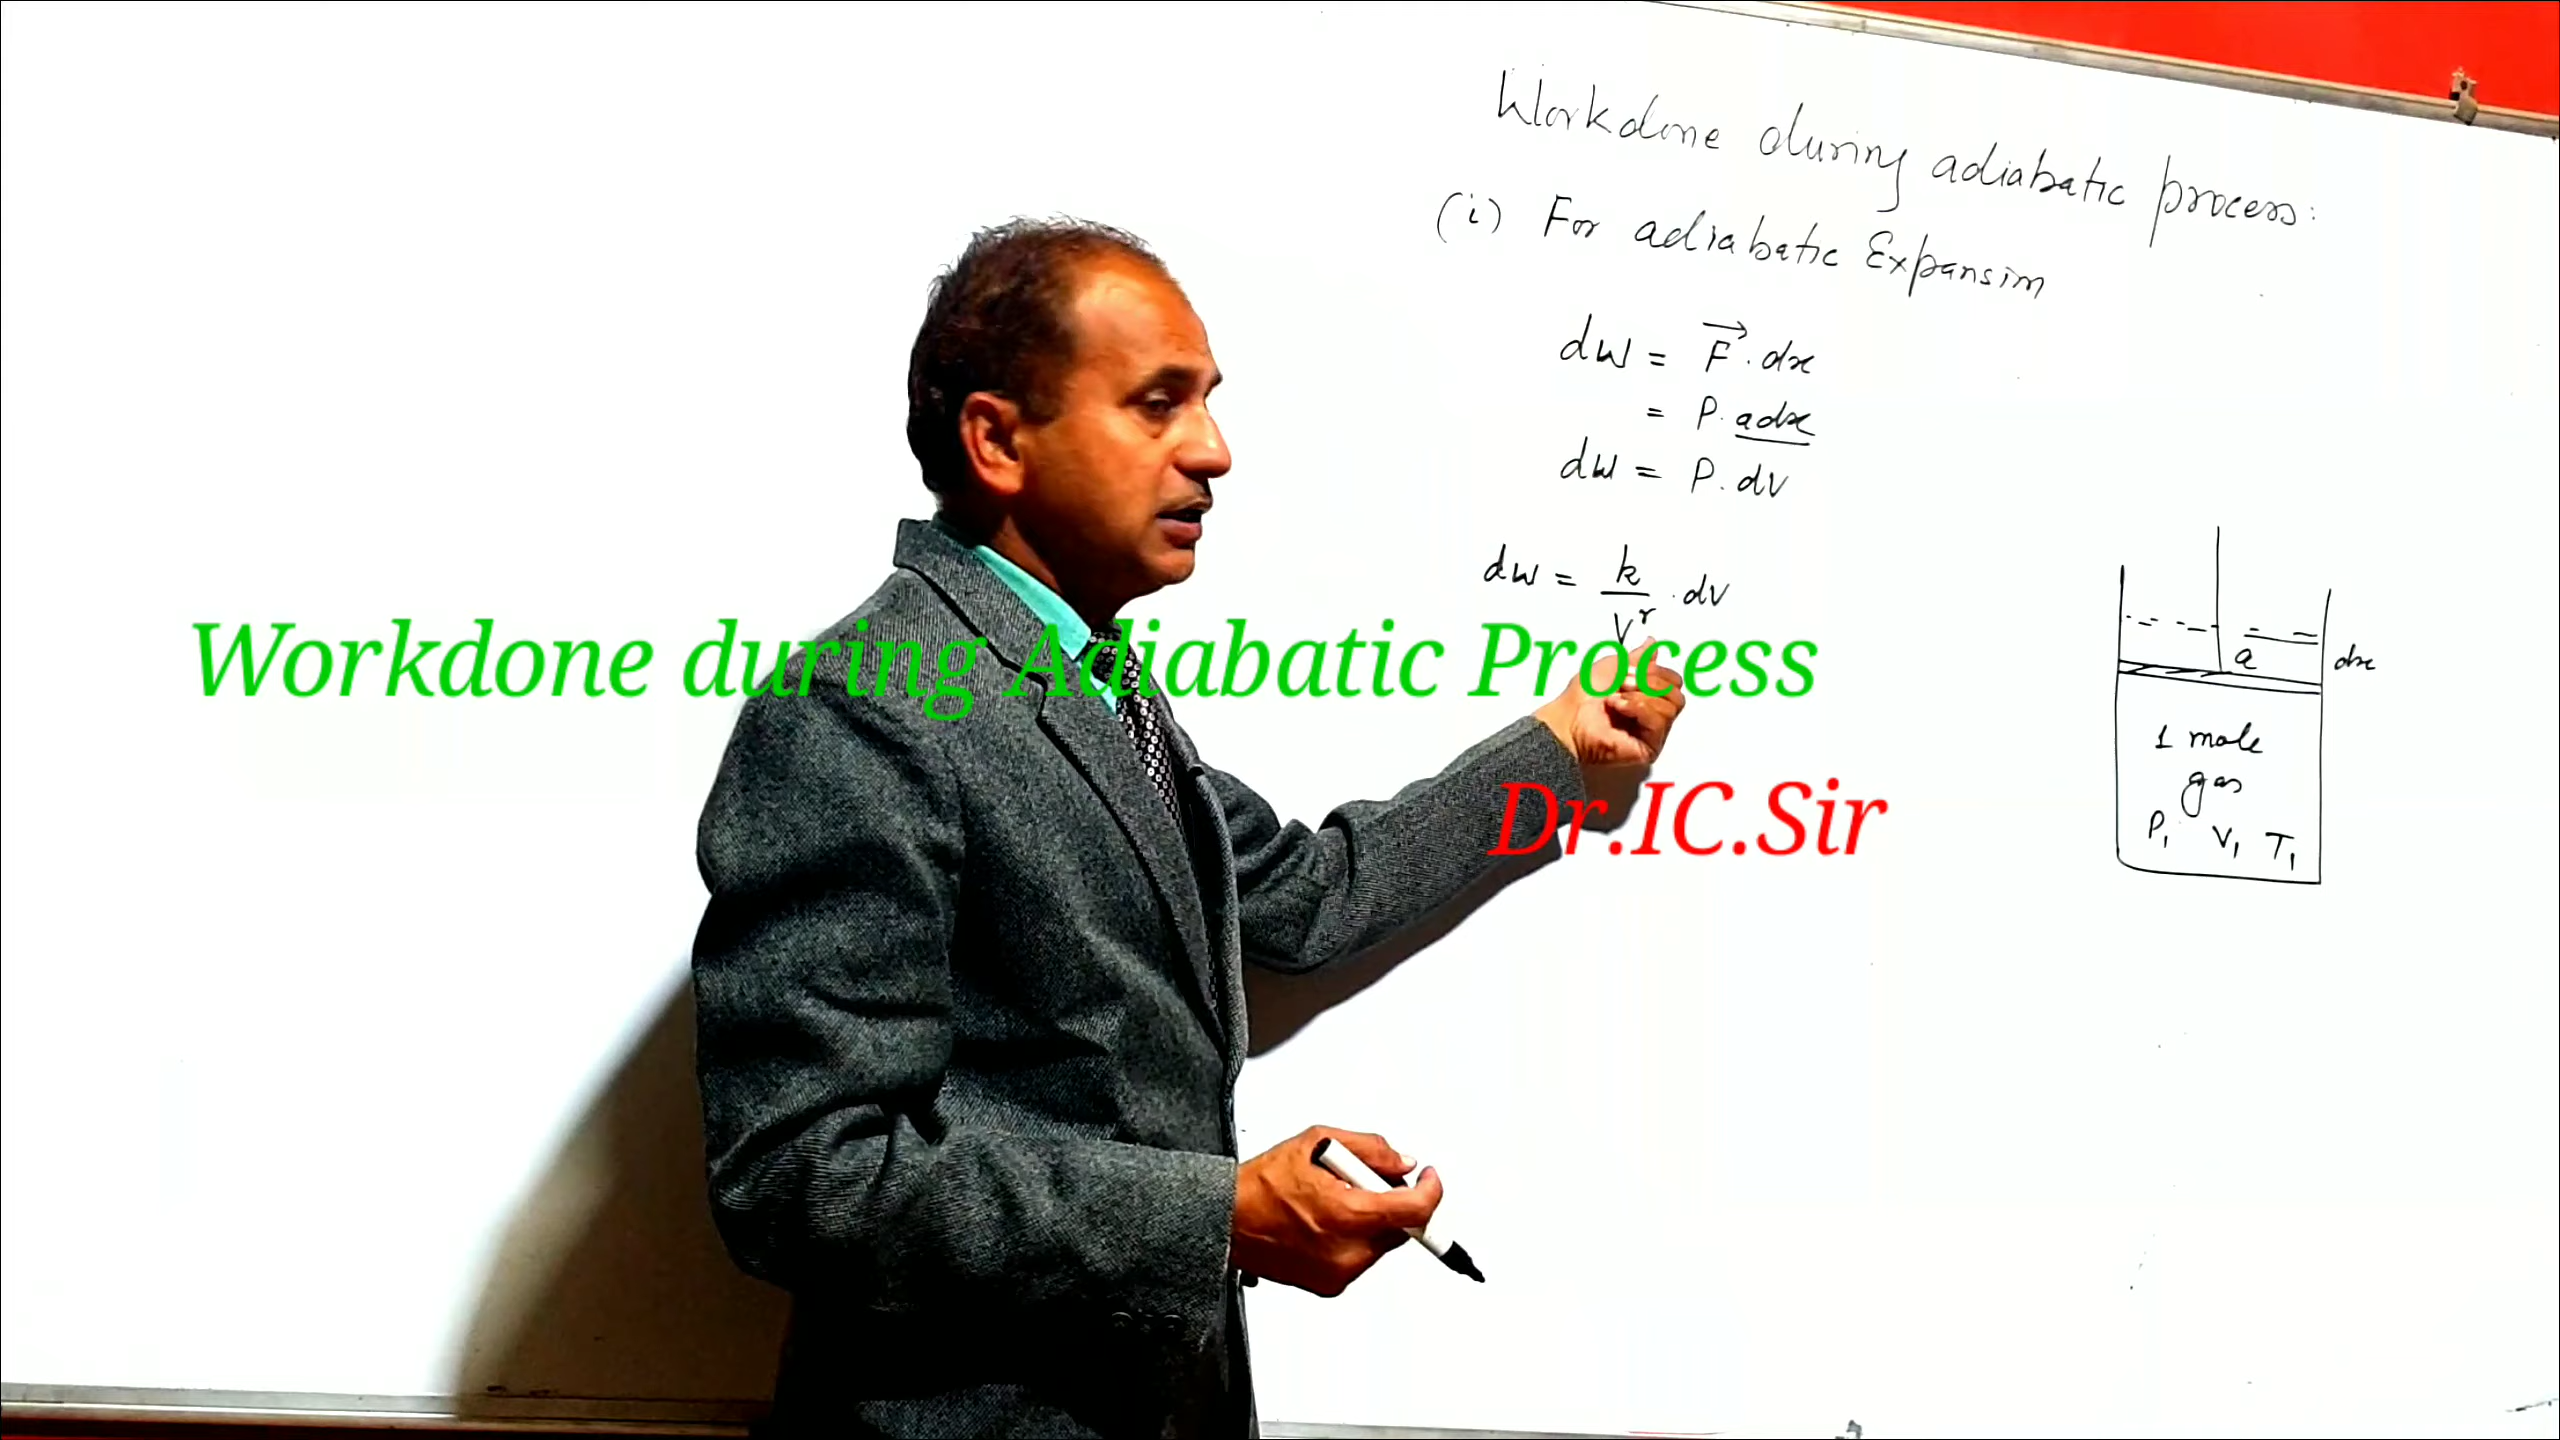 Workdone during adiabatic process:
(i) For adiabatic Expansion
dw = F⃗ . dx
= P. adx
dw = P. dV
dw = k/V^γ . dV
Workdone during Adiabatic Process
Dr.IC.Sir
a
dx
1 mole
gas
P₁ V₁ T₁